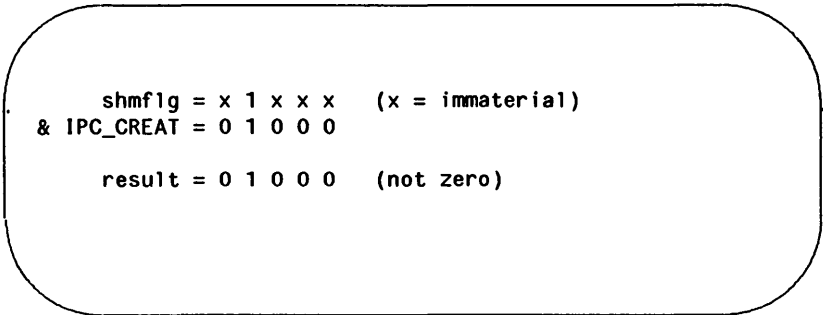 shmflg = x 1 x x x (x = immaterial)
& IPC_CREAT = 0 1 0 0 0
result = 0 1 0 0 0 (not zero)